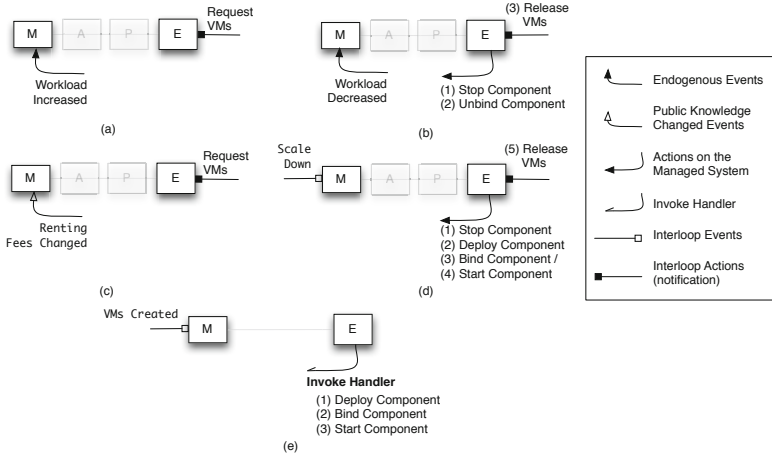 M A P E
Request
VMs
Workload
Increased
(a)
M A P E
(3) Release
VMs
Workload
Decreased
(1) Stop Component
(2) Unbind Component
(b)
M A P E
Request
VMs
Renting
Fees Changed
(c)
Scale
Down
M A P E
(5) Release
VMs
(1) Stop Component
(2) Deploy Component
(3) Bind Component /
(4) Start Component
(d)
VMs Created
M E
Invoke Handler
(1) Deploy Component
(2) Bind Component
(3) Start Component
(e)
Endogenous Events
Public Knowledge
Changed Events
Actions on the
Managed System
Invoke Handler
Interloop Events
Interloop Actions
(notification)